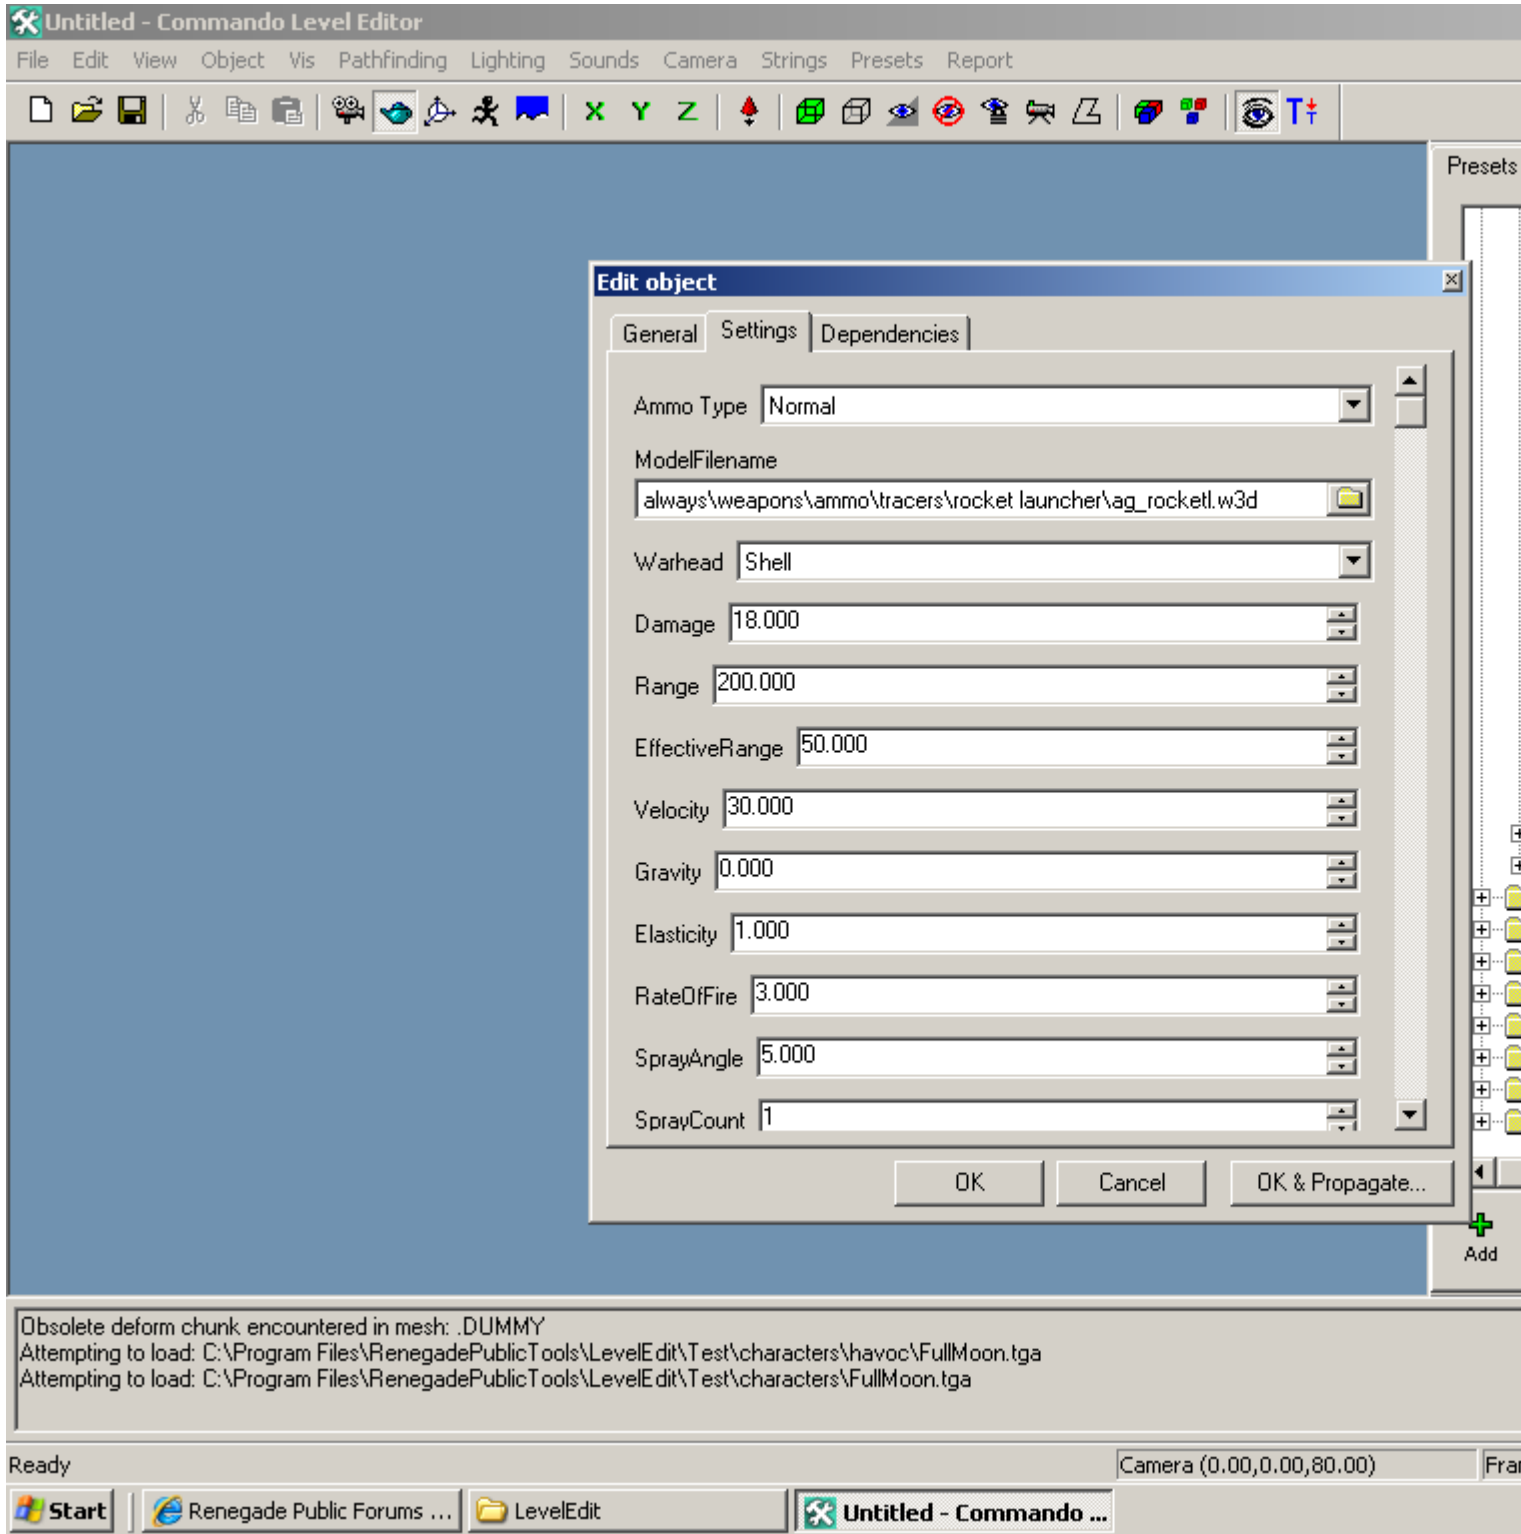 Untitled - Commando Level Editor
File Edit View Object Vis Pathfinding Lighting Sounds Camera Strings Presets Report
X Y Z T
Presets
Edit object
General Settings Dependencies
Ammo Type Normal
ModelFilename
always\weapons\ammo\tracers\rocket launcher\ag_rocketl.w3d
Warhead Shell
Damage 18.000
Range 200.000
EffectiveRange 50.000
Velocity 30.000
Gravity 0.000
Elasticity 1.000
RateOfFire 3.000
SprayAngle 5.000
SprayCount 1
OK Cancel OK & Propagate...
Add
Obsolete deform chunk encountered in mesh: .DUMMY
Attempting to load: C:\Program Files\RenegadePublicTools\LevelEdit\Test\characters\havoc\FullMoon.tga
Attempting to load: C:\Program Files\RenegadePublicTools\LevelEdit\Test\characters\FullMoon.tga
Ready Camera (0.00,0.00,80.00) Fra
Start Renegade Public Forums ... LevelEdit Untitled - Commando ...